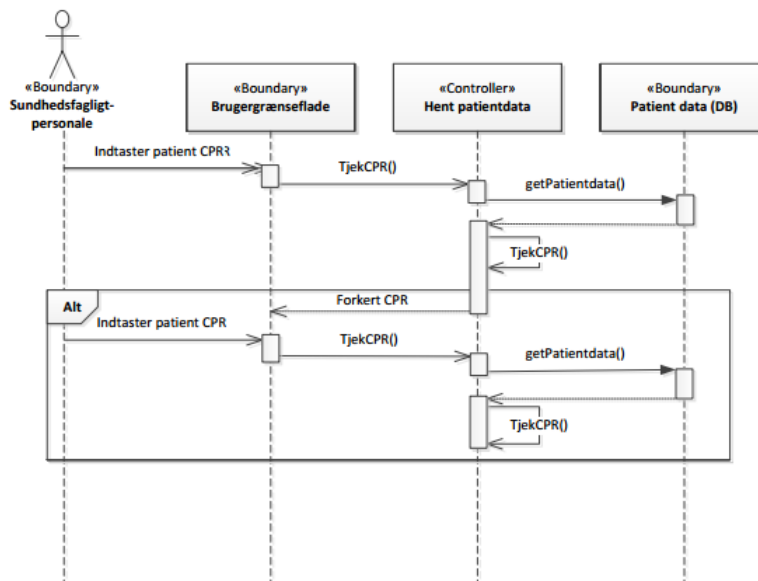 «Boundary»
Sundhedsfagligt-
personale
«Boundary»
Brugergrænseflade
«Controller»
Hent patientdata
«Boundary»
Patient data (DB)
Indtaster patient CPRR
TjekCPR()
getPatientdata()
TjekCPR()
Alt
Forkert CPR
Indtaster patient CPR
TjekCPR()
getPatientdata()
TjekCPR()